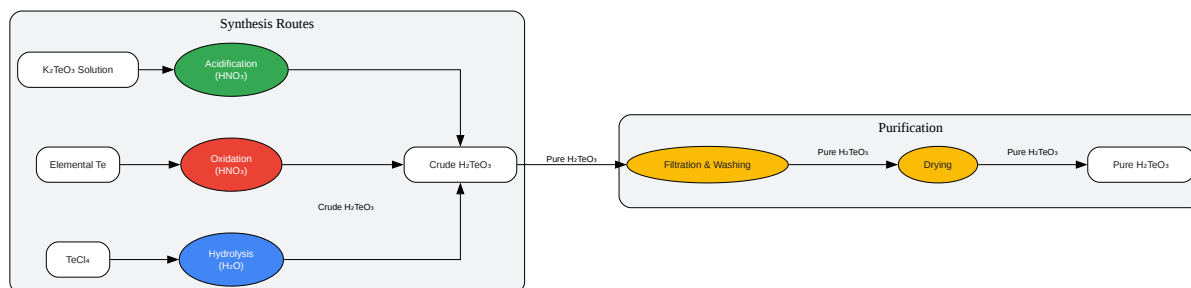 Synthesis Routes
K₂TeO₃ Solution
Acidification
(HNO₃)
Elemental Te
Oxidation
(HNO₃)
Crude H₂TeO₃
Crude H₂TeO₃
TeCl₄
Hydrolysis
(H₂O)
Pure H₂TeO₃
Purification
Filtration & Washing
Pure H₂TeO₃
Drying
Pure H₂TeO₃
Pure H₂TeO₃